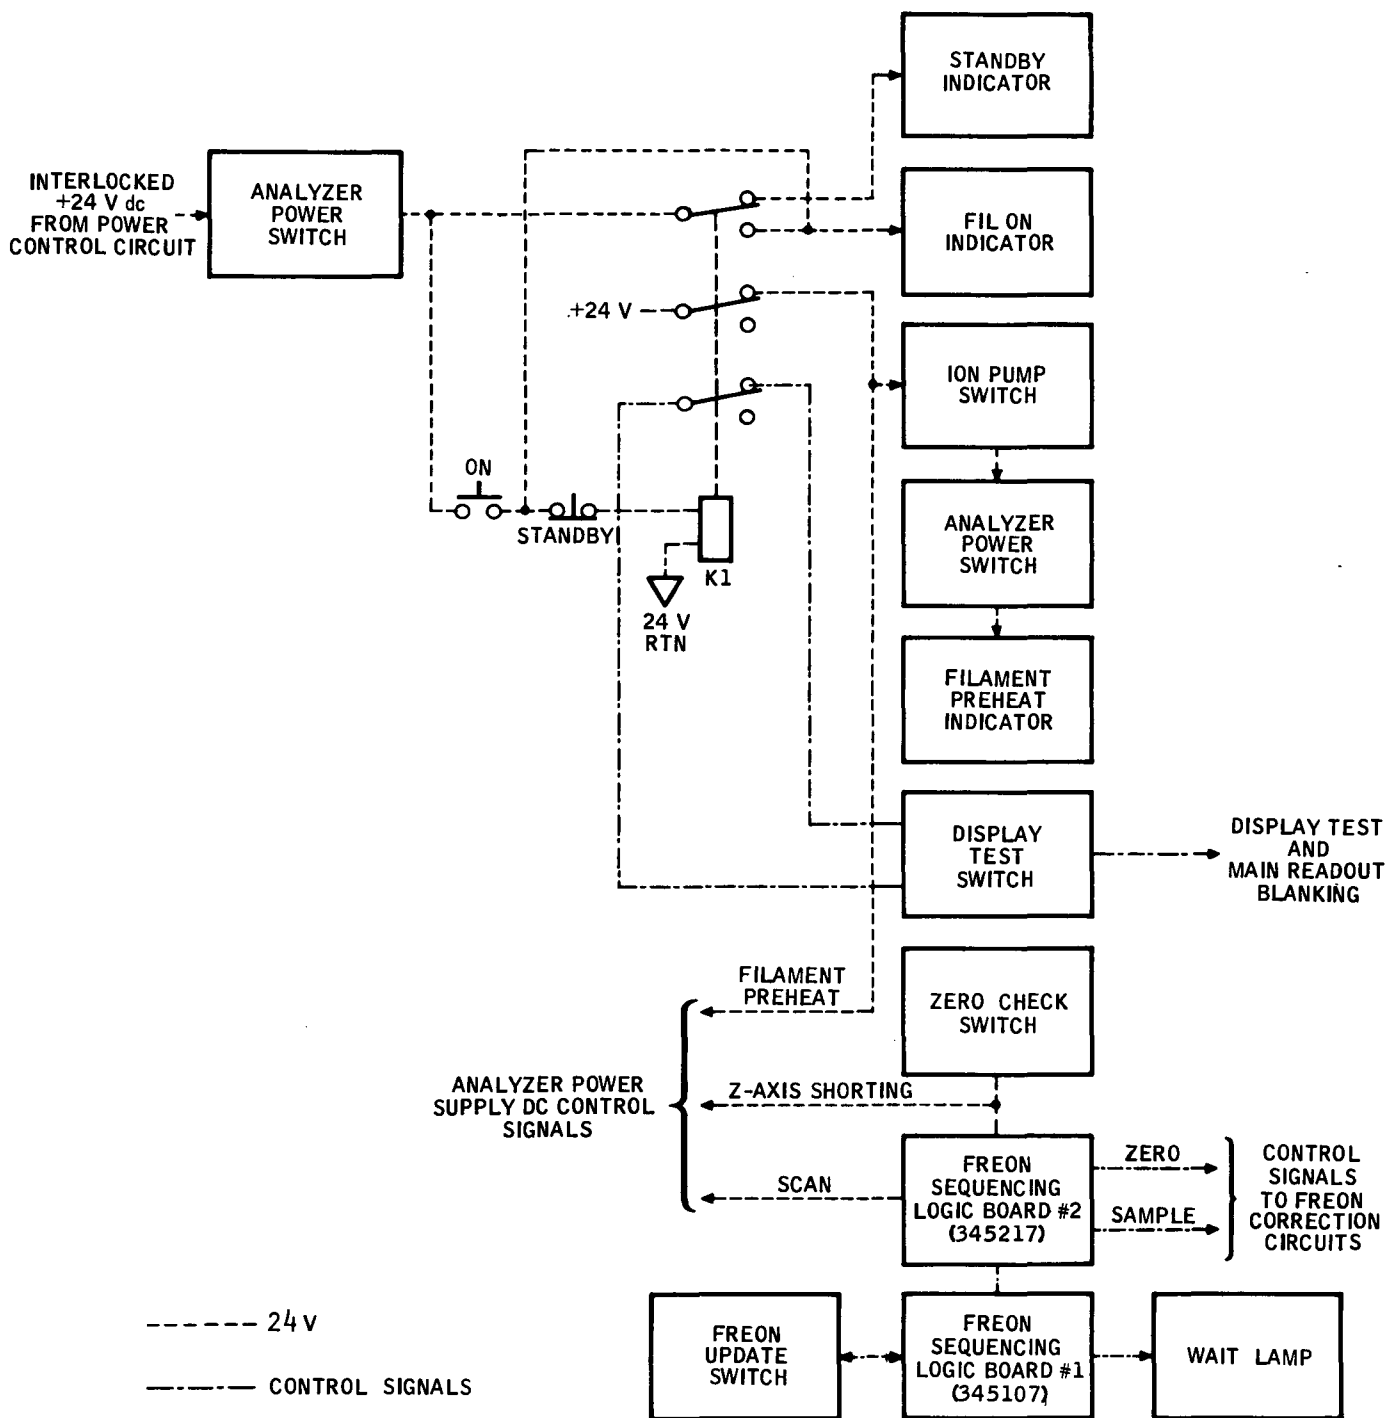 STANDBY
INDICATOR
INTERLOCKED
+24 V dc
FROM POWER
CONTROL CIRCUIT
ANALYZER
POWER
SWITCH
FIL ON
INDICATOR
+24 V
ION PUMP
SWITCH
ON
STANDBY
K1
24 V
RTN
ANALYZER
POWER
SWITCH
FILAMENT
PREHEAT
INDICATOR
DISPLAY
TEST
SWITCH
DISPLAY TEST
AND
MAIN READOUT
BLANKING
FILAMENT
PREHEAT
ZERO CHECK
SWITCH
ANALYZER POWER
SUPPLY DC CONTROL
SIGNALS
Z-AXIS SHORTING
SCAN
FREON
SEQUENCING
LOGIC BOARD #2
(345217)
ZERO
SAMPLE
CONTROL
SIGNALS
TO FREON
CORRECTION
CIRCUITS
24 V
CONTROL SIGNALS
FREON
UPDATE
SWITCH
FREON
SEQUENCING
LOGIC BOARD #1
(345107)
WAIT LAMP